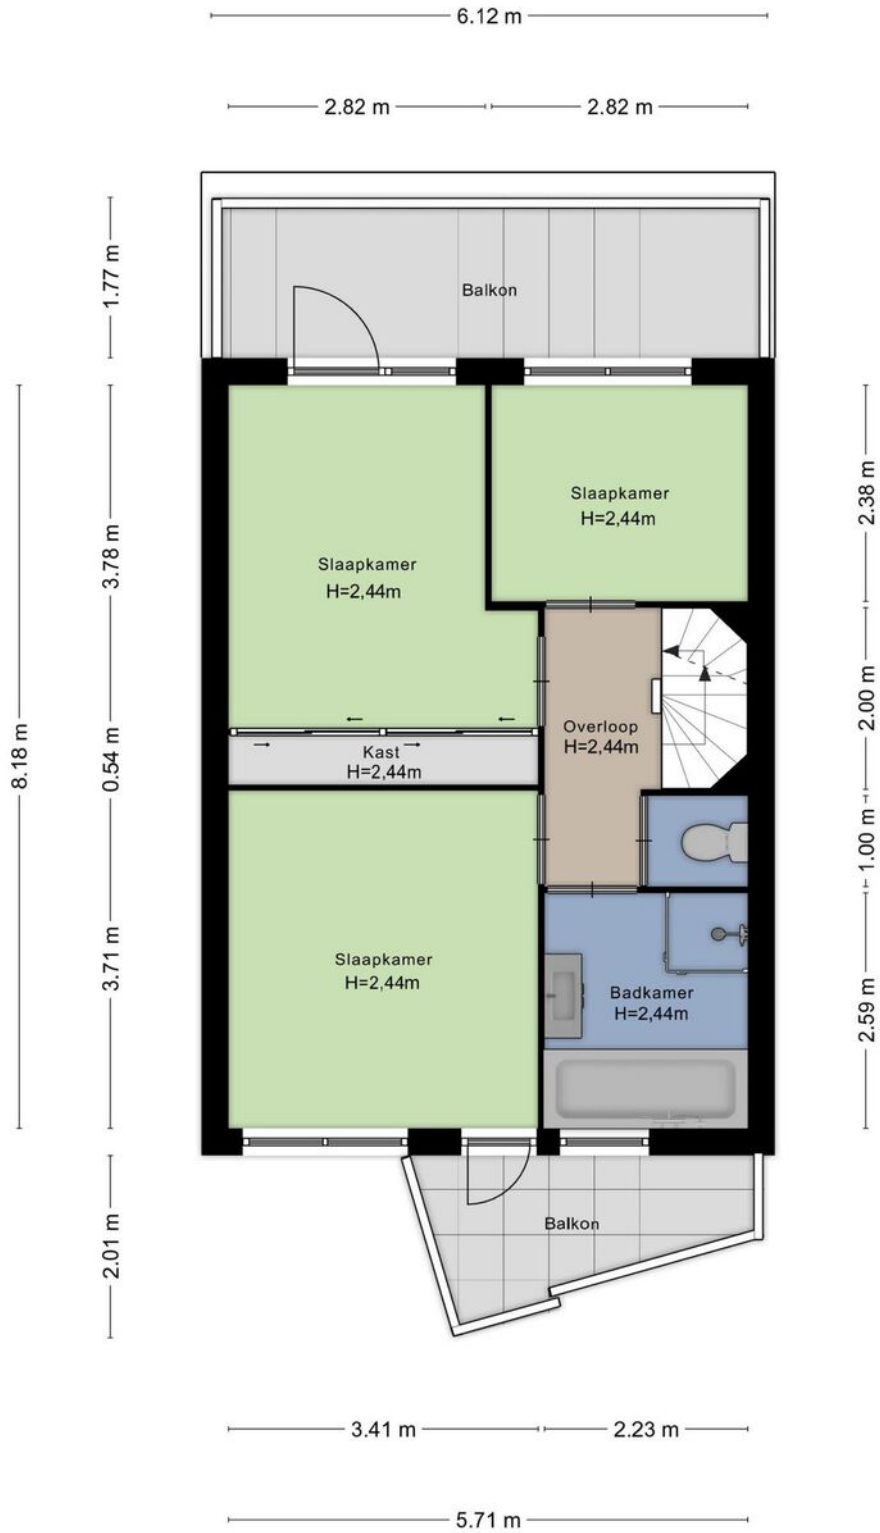 6.12 m
2.82 m
2.82 m
1.77 m
Balkon
2.38 m
Slaapkamer
H=2,44m
3.78 m
Slaapkamer
H=2,44m
2.00 m
8.18 m
0.54 m
Overloop
H=2,44m
Kast
H=2,44m
1.00 m
3.71 m
Slaapkamer
H=2,44m
Badkamer
H=2,44m
2.59 m
2.01 m
Balkon
3.41 m
2.23 m
5.71 m